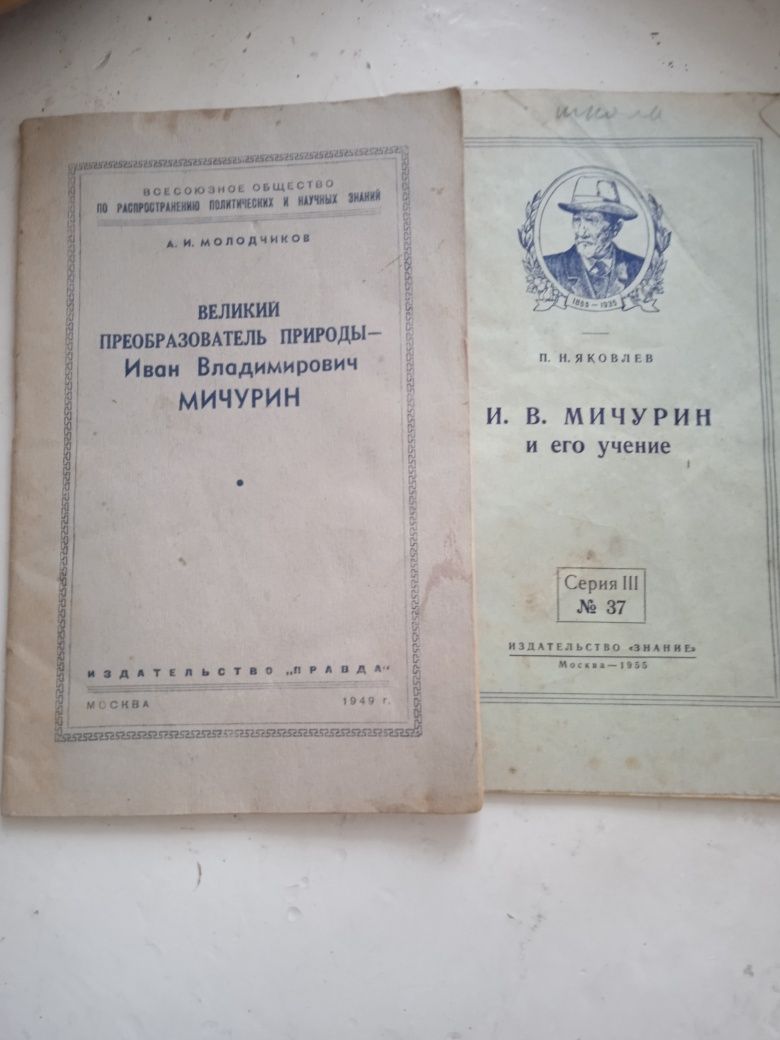 ВСЕСОЮЗНОЕ ОБЩЕСТВО
ПО РАСПРОСТРАНЕНИЮ ПОЛИТИЧЕСКИХ И НАУЧНЫХ ЗНАНИЙ
А. И. МОЛОДЧИКОВ
ВЕЛИКИЙ
ПРЕОБРАЗОВАТЕЛЬ ПРИРОДЫ—
Иван Владимирович
МИЧУРИН
ИЗДАТЕЛЬСТВО „ПРАВДА“
МОСКВА 1949 г.
школа
1855—1935
П. Н. ЯКОВЛЕВ
И. В. МИЧУРИН
и его учение
Серия III
№ 37
ИЗДАТЕЛЬСТВО «ЗНАНИЕ»
Москва—1955